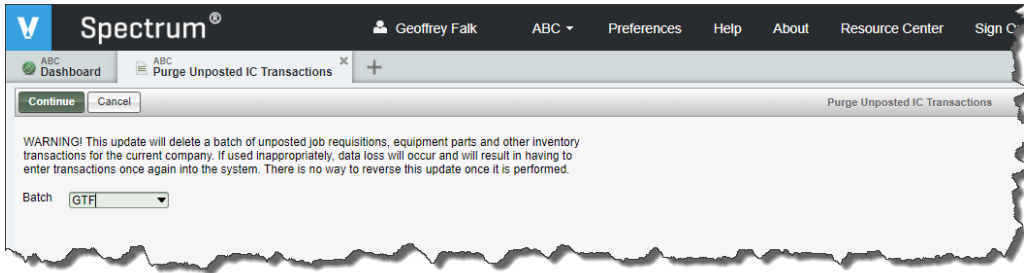 V Spectrum® Geoffrey Falk ABC Preferences Help About Resource Center Sign
ABC
Dashboard
ABC
Purge Unposted IC Transactions
Continue Cancel Purge Unposted IC Transactions
WARNING! This update will delete a batch of unposted job requisitions, equipment parts and other inventory
transactions for the current company. If used inappropriately, data loss will occur and will result in having to
enter transactions once again into the system. There is no way to reverse this update once it is performed.
Batch GTF